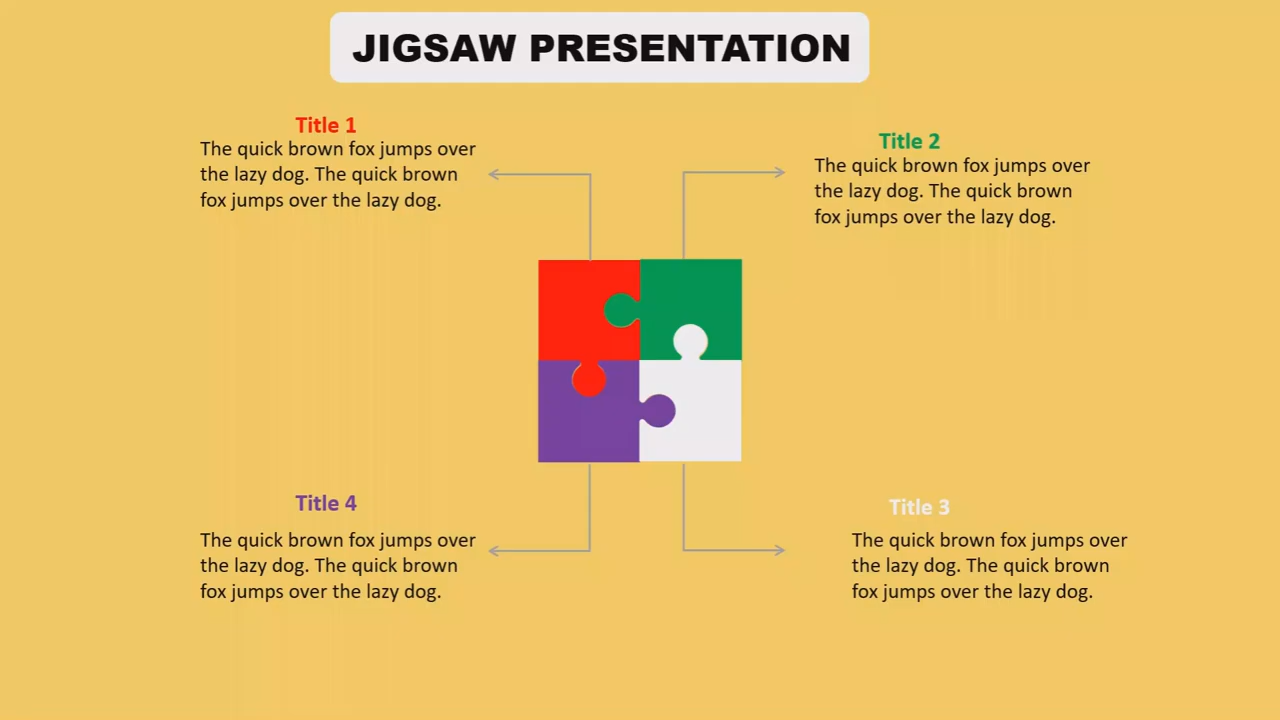 JIGSAW PRESENTATION
Title 1
The quick brown fox jumps over
the lazy dog. The quick brown
fox jumps over the lazy dog.
Title 2
The quick brown fox jumps over
the lazy dog. The quick brown
fox jumps over the lazy dog.
Title 4
The quick brown fox jumps over
the lazy dog. The quick brown
fox jumps over the lazy dog.
Title 3
The quick brown fox jumps over
the lazy dog. The quick brown
fox jumps over the lazy dog.